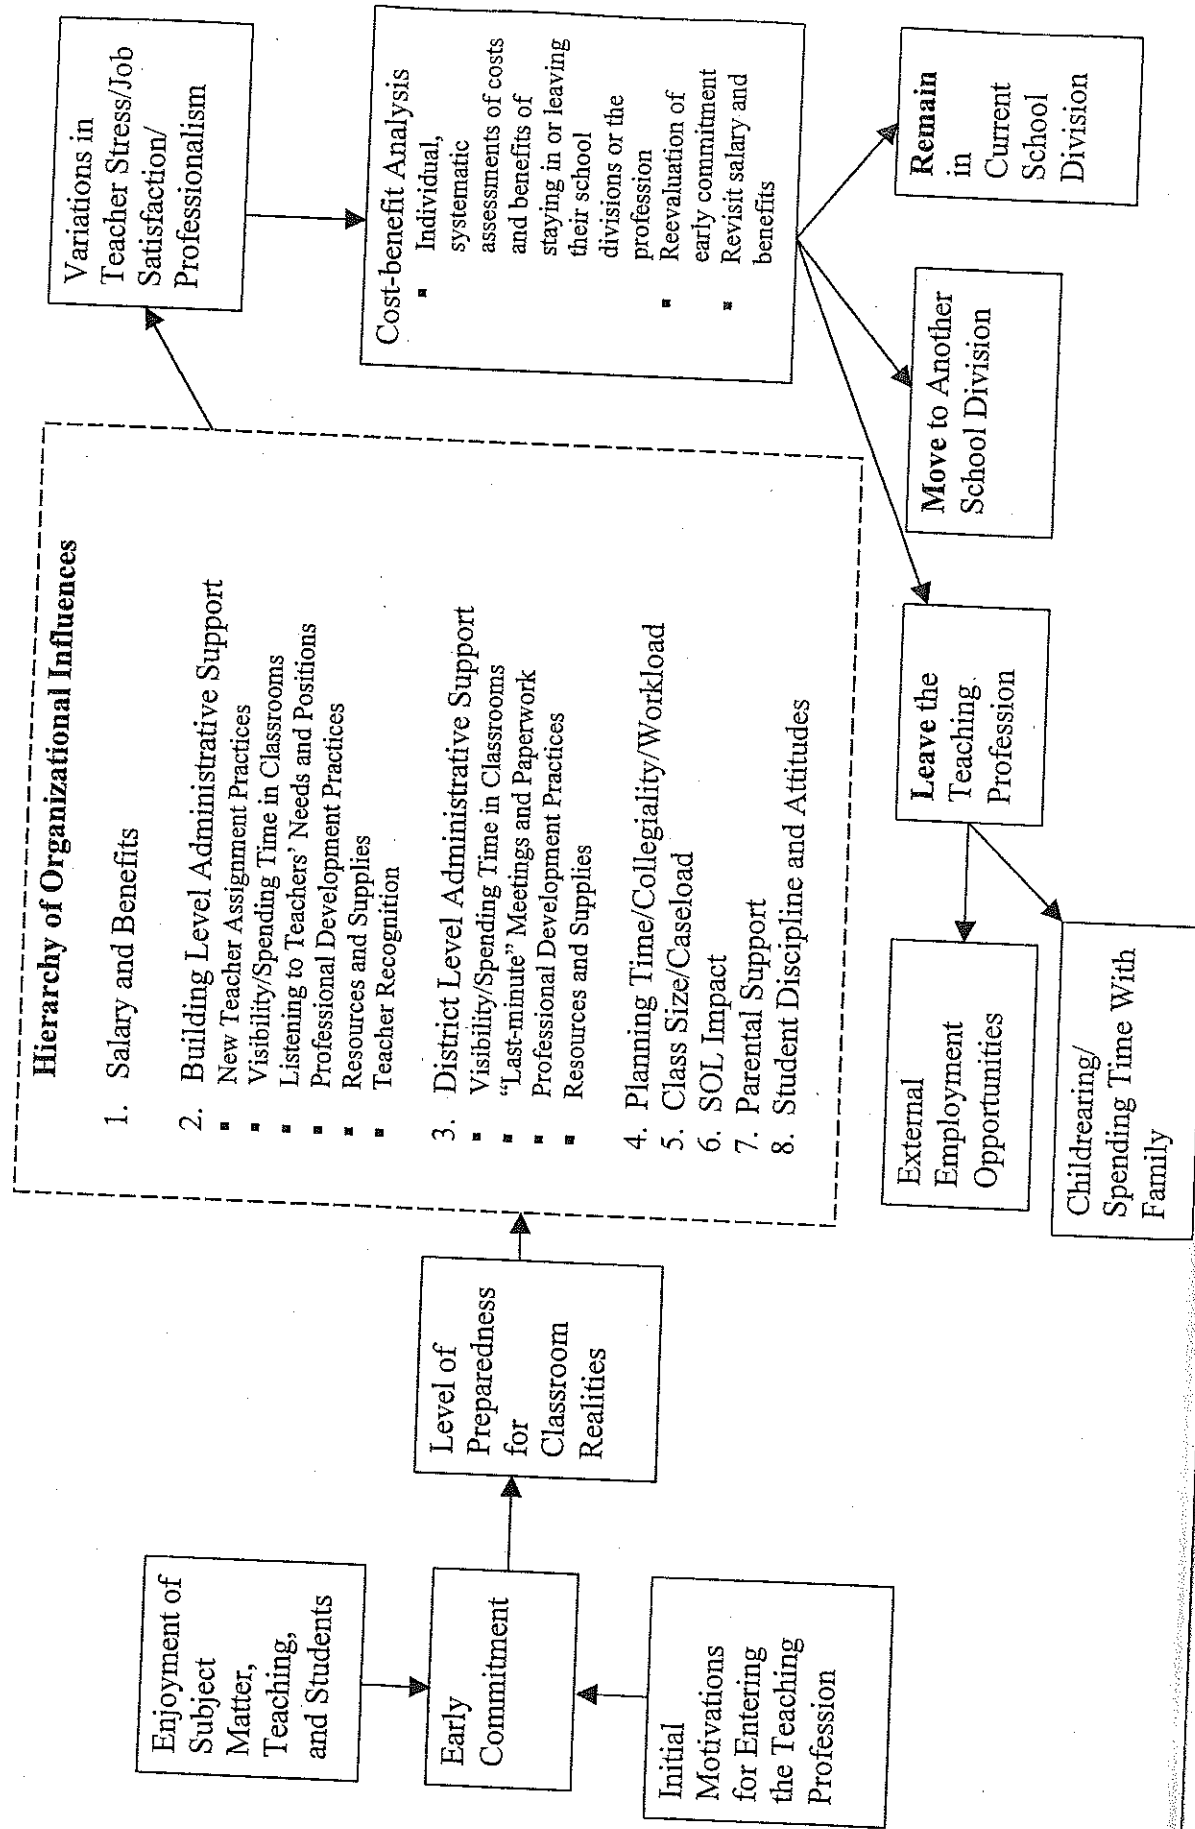 Enjoyment of
Subject
Matter,
Teaching,
and Students
Early
Commitment
Initial
Motivations
for Entering
the Teaching
Profession
Level of
Preparedness
for
Classroom
Realities
Hierarchy of Organizational Influences
1. Salary and Benefits
2. Building Level Administrative Support
▪ New Teacher Assignment Practices
▪ Visibility/Spending Time in Classrooms
▪ Listening to Teachers' Needs and Positions
▪ Professional Development Practices
▪ Resources and Supplies
▪ Teacher Recognition
3. District Level Administrative Support
▪ Visibility/Spending Time in Classrooms
▪ “Last-minute” Meetings and Paperwork
▪ Professional Development Practices
▪ Resources and Supplies
4. Planning Time/Collegiality/Workload
5. Class Size/Caseload
6. SOL Impact
7. Parental Support
8. Student Discipline and Attitudes
Variations in
Teacher Stress/Job
Satisfaction/
Professionalism
Cost-benefit Analysis
▪ Individual,
systematic
assessments of costs
and benefits of
staying in or leaving
their school
divisions or the
profession
▪ Reevaluation of
early commitment
▪ Revisit salary and
benefits
Remain
in
Current
School
Division
Move to Another
School Division
Leave the
Teaching
Profession
External
Employment
Opportunities
Childrearing/
Spending Time With
Family